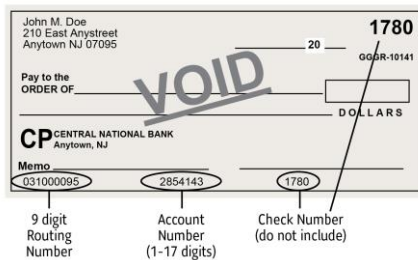 John M. Doe 1780
210 East Anystreet
Anytown NJ 07095
20
GGGR-10141
Pay to the
ORDER OF
VOID
DOLLARS
CP CENTRAL NATIONAL BANK
Anytown, NJ
Memo
031000095 2854143 1780
9 digit
Routing
Number
Account
Number
(1-17 digits)
Check Number
(do not include)